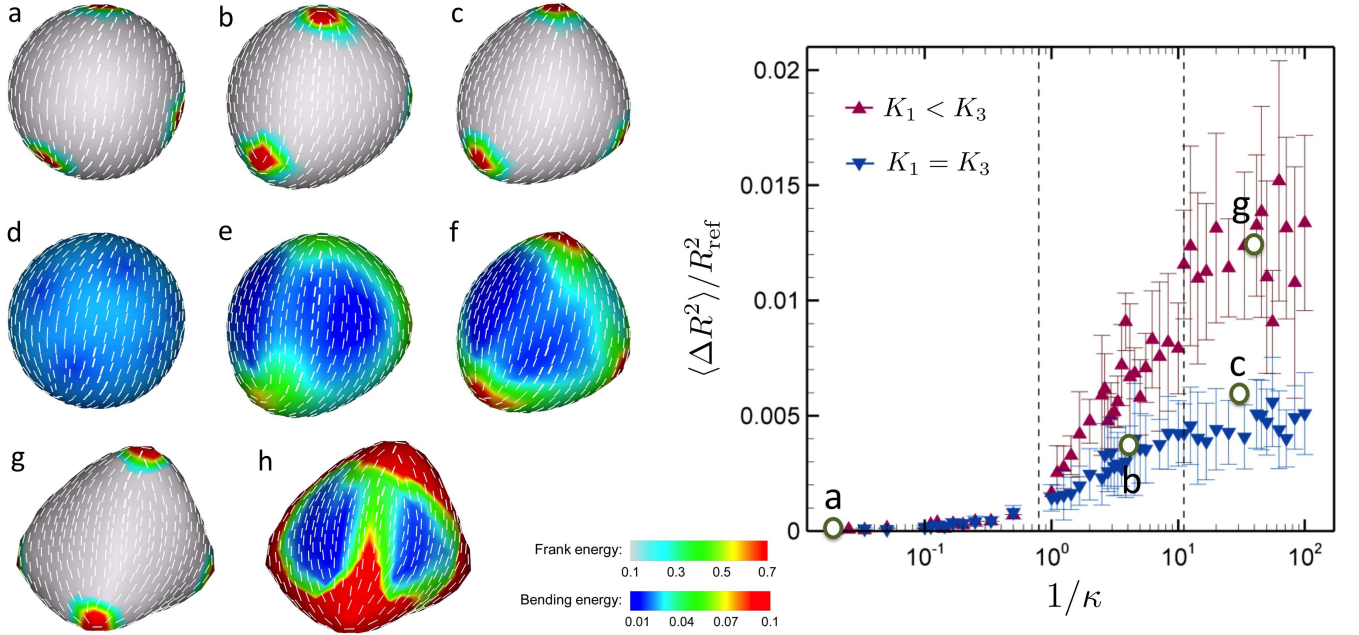 a
b
c
d
e
f
g
h
Frank energy:
0.1 0.3 0.5 0.7
Bending energy:
0.01 0.04 0.07 0.1
⟨ΔR²⟩/R²ref
0.02
0.015
0.01
0.005
0
K₁ < K₃
K₁ = K₃
g
c
b
a
10⁻¹ 10⁰ 10¹ 10²
1/κ